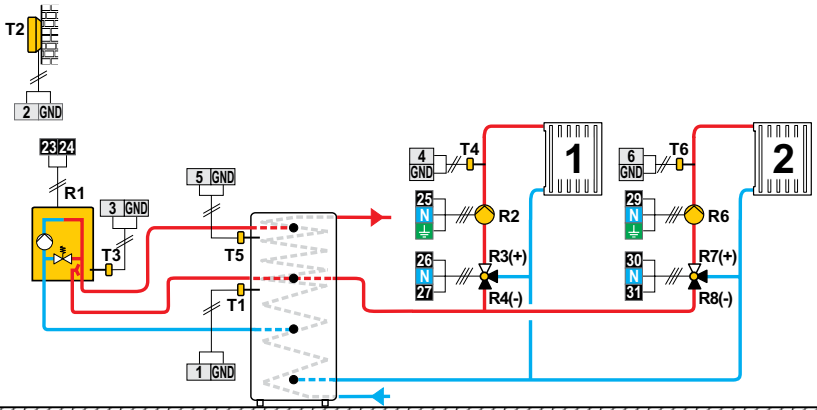 T2
2 GND
23 24
R1
3 GND
T3
5 GND
T5
T1
1 GND
4
GND
T4
1
25
N
R2
26
N
27
R3(+)
R4(-)
6
GND
T6
2
29
N
R6
30
N
31
R7(+)
R8(-)